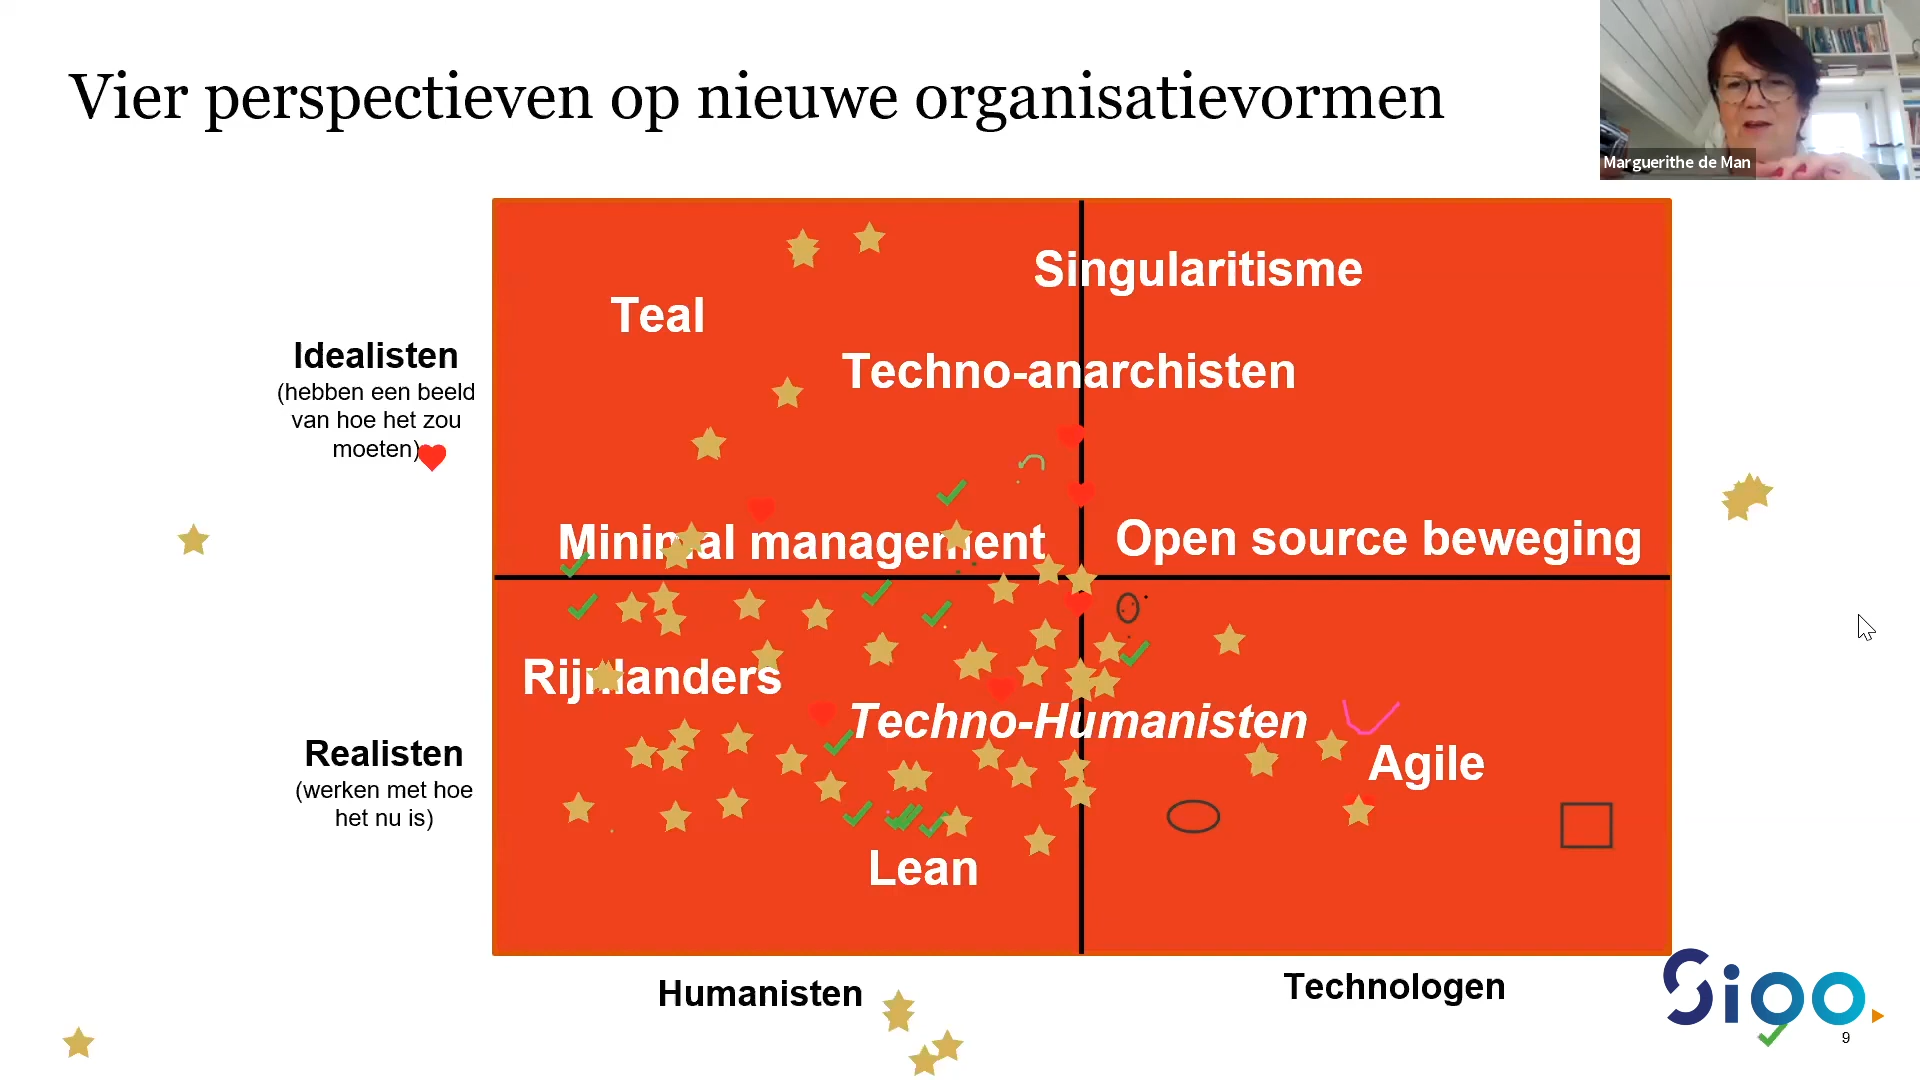 Vier perspectieven op nieuwe organisatievormen
Marguerithe de Man
Singularitisme
Teal
Idealisten
(hebben een beeld
van hoe het zou
moeten)
Techno-anarchisten
Minimal management
Open source beweging
Rijnlanders
Techno-Humanisten
Realisten
(werken met hoe
het nu is)
Agile
Lean
Humanisten
Technologen
Sioo
9